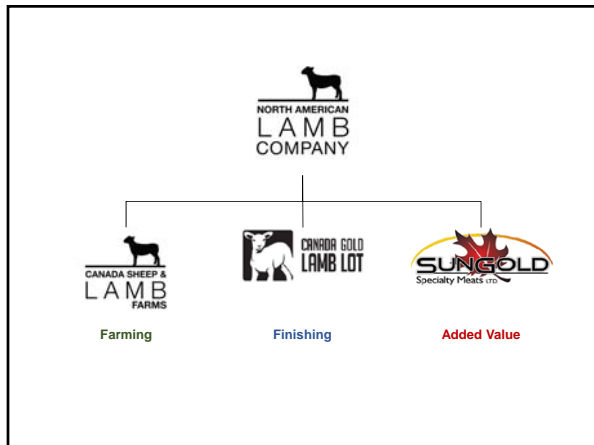 NORTH AMERICAN
LAMB
COMPANY
CANADA SHEEP &
LAMB
FARMS
CANADA GOLD
LAMB LOT
SUNGOLD
Specialty Meats LTD.
Farming
Finishing
Added Value